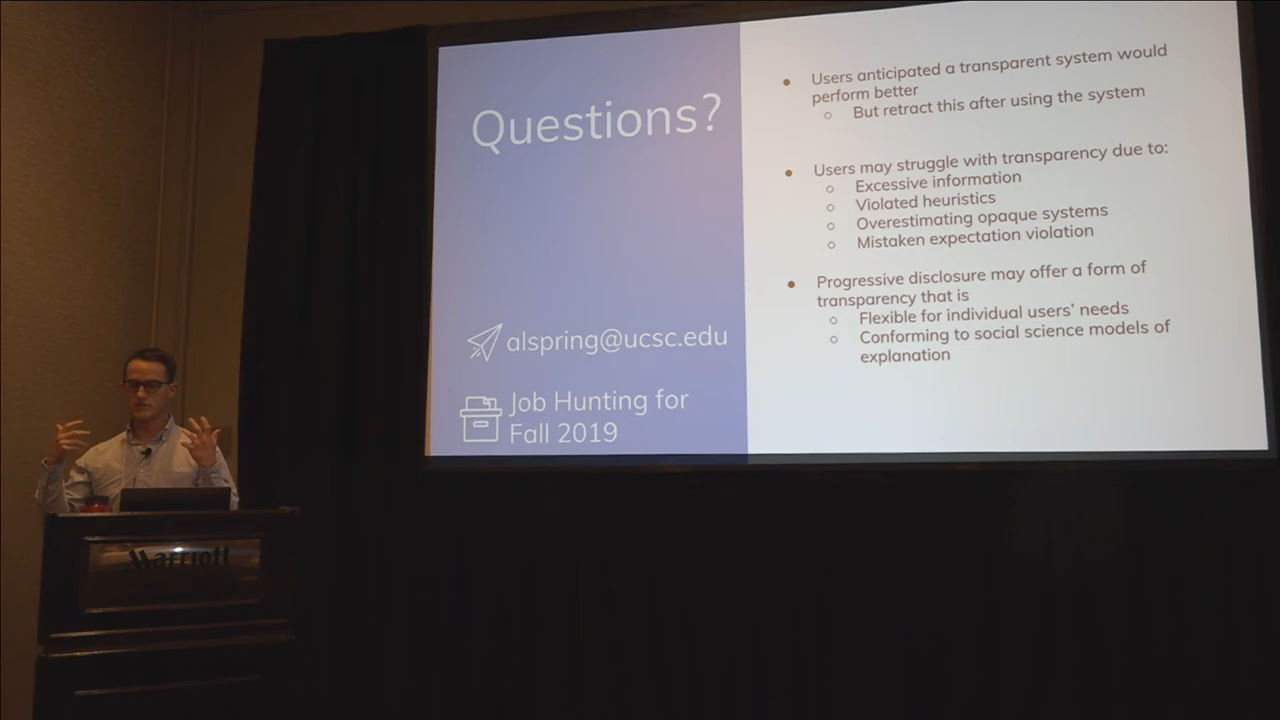 Questions?
alspring@ucsc.edu
Job Hunting for
Fall 2019
Users anticipated a transparent system would
perform better
But retract this after using the system
Users may struggle with transparency due to:
Excessive information
Violated heuristics
Overestimating opaque systems
Mistaken expectation violation
Progressive disclosure may offer a form of
transparency that is
Flexible for individual users' needs
Conforming to social science models of
explanation
Marriott